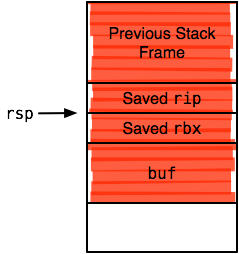 Previous Stack
Frame
Saved rip
rsp
Saved rbx
buf